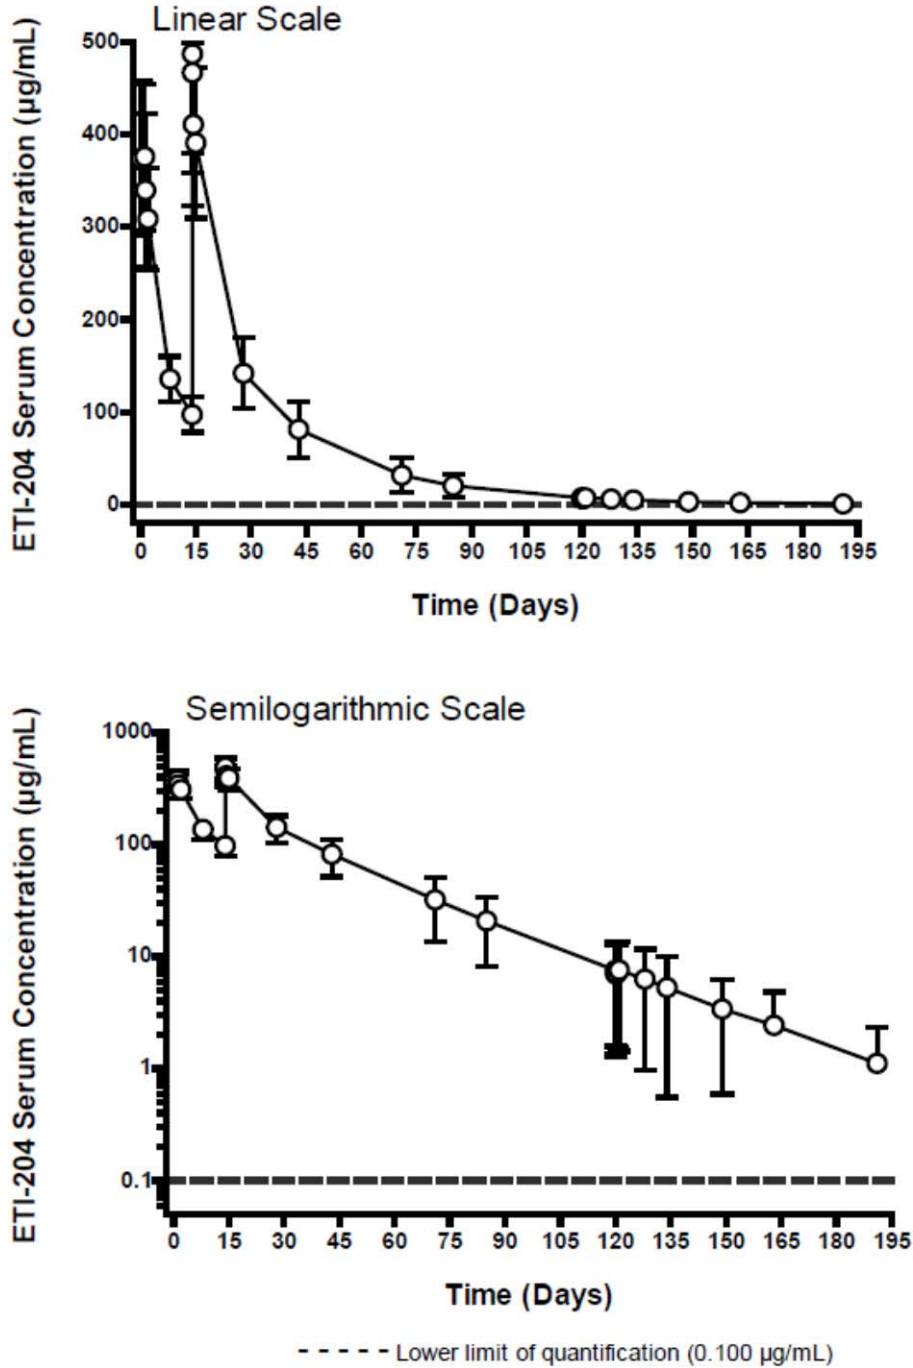 Linear Scale
ETI-204 Serum Concentration (µg/mL)
500
400
300
200
100
0
0 15 30 45 60 75 90 105 120 135 150 165 180 195
Time (Days)
Semilogarithmic Scale
ETI-204 Serum Concentration (µg/mL)
1000
100
10
1
0.1
0 15 30 45 60 75 90 105 120 135 150 165 180 195
Time (Days)
Lower limit of quantification (0.100 µg/mL)